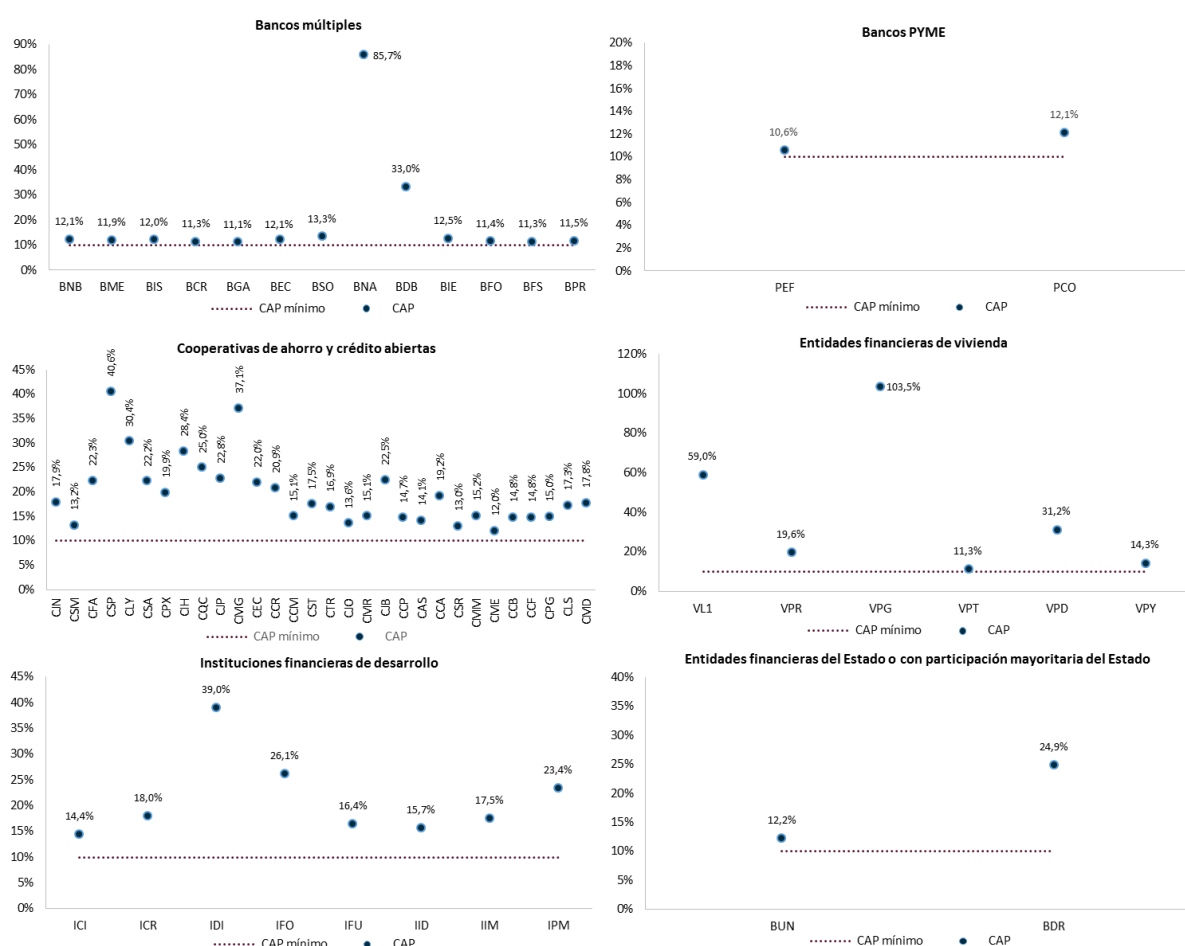 Bancos múltiples
90%
80%
70%
60%
50%
40%
30%
20%
10%
0%
85,7%
33,0%
12,1% 11,9% 12,0% 11,3% 11,1% 12,1% 13,3% 12,5% 11,4% 11,3% 11,5%
BNB BME BIS BCR BGA BEC BSO BNA BDB BIE BFO BFS BPR
CAP mínimo CAP
Bancos PYME
20%
18%
16%
14%
12%
10%
8%
6%
4%
2%
0%
10,6% 12,1%
PEF PCO
CAP mínimo CAP
Cooperativas de ahorro y crédito abiertas
45%
40%
35%
30%
25%
20%
15%
10%
5%
0%
17,9% 13,2% 22,3% 40,6% 30,4% 22,2% 19,9% 28,4% 25,0% 22,8% 37,1% 22,0% 20,9% 15,1% 17,5% 16,9% 13,6% 15,1% 22,5% 14,7% 14,1% 19,2% 13,0% 15,2% 12,0% 14,8% 14,8% 15,0% 17,3% 17,8%
CJN CSM CFA CSP CLY CSA CPX CIH CQC CJP CMG CEC CCR CCM CST CTR CJO CMR CJB CCP CAS CCA CSR CMM CME CCB CCF CPG CLS CMD
CAP mínimo CAP
Entidades financieras de vivienda
120%
100%
80%
60%
40%
20%
0%
59,0% 19,6% 103,5% 11,3% 31,2% 14,3%
VL1 VPR VPG VPT VPD VPY
CAP mínimo CAP
Instituciones financieras de desarrollo
45%
40%
35%
30%
25%
20%
15%
10%
5%
0%
14,4% 18,0% 39,0% 26,1% 16,4% 15,7% 17,5% 23,4%
ICI ICR IDI IFO IFU IID IIM IPM
CAP mínimo CAP
Entidades financieras del Estado o con participación mayoritaria del Estado
40%
35%
30%
25%
20%
15%
10%
5%
0%
12,2% 24,9%
BUN BDR
CAP mínimo CAP